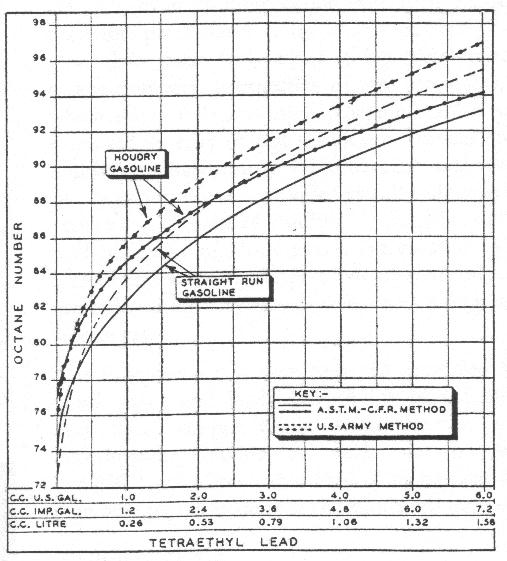 OCTANE NUMBER
98
96
94
92
90
88
86
84
82
80
78
76
74
72
HOUDRY
GASOLINE
STRAIGHT RUN
GASOLINE
KEY:-
A.S.T.M.-C.F.R. METHOD
U.S. ARMY METHOD
C.C. U.S. GAL. 1.0 2.0 3.0 4.0 5.0 6.0
C.C. IMP. GAL. 1.2 2.4 3.6 4.8 6.0 7.2
C.C. LITRE 0.26 0.53 0.79 1.06 1.32 1.58
TETRAETHYL LEAD